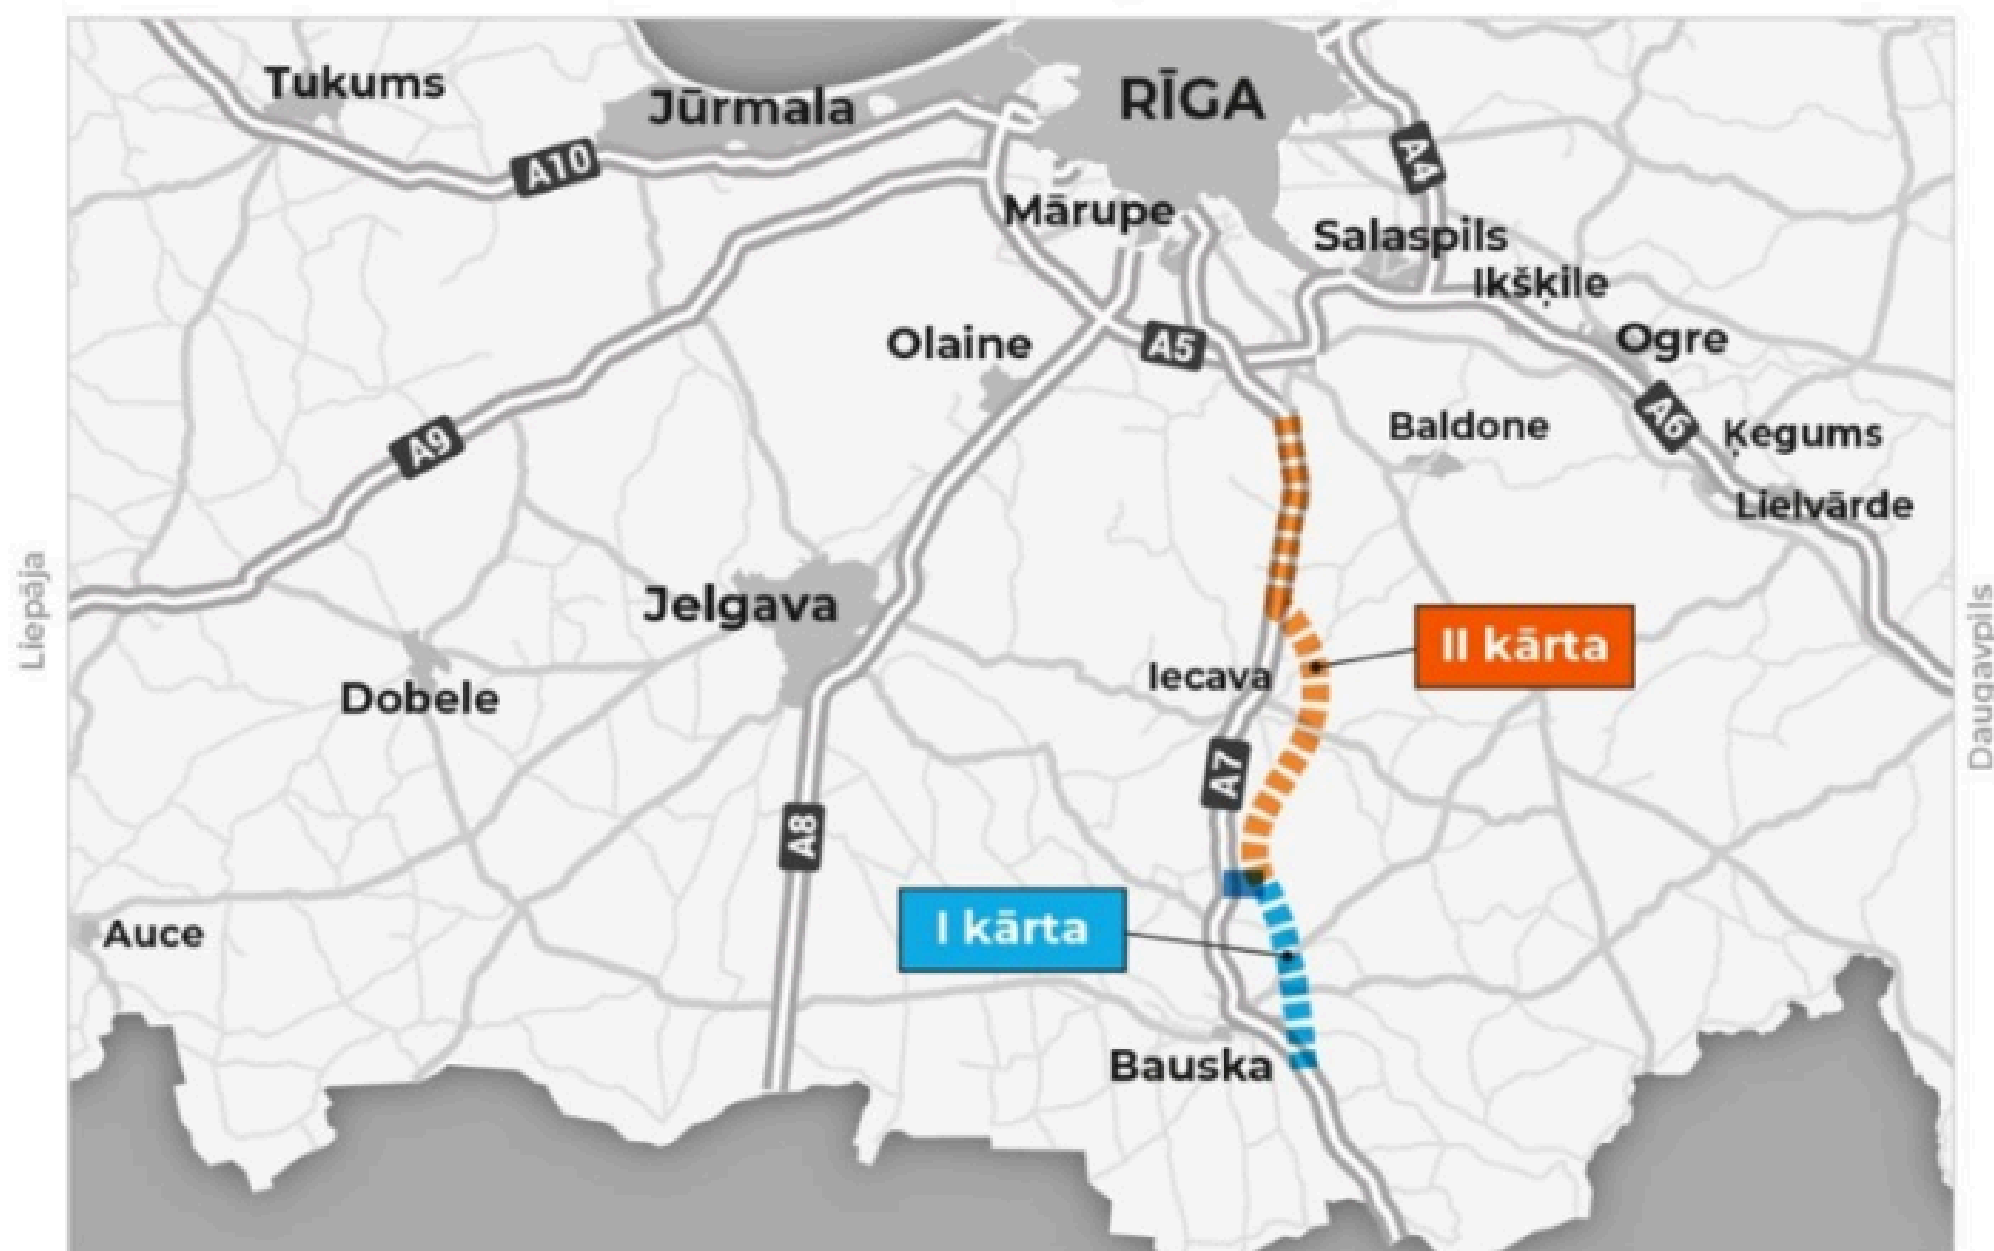 Tukums
Jūrmala
RĪGA
A10
A4
Mārupe
Salaspils
Ikšķile
Olaine
A5
Ogre
A9
Baldone
A6
Ķegums
Lielvārde
Liepāja
Jelgava
Daugavpils
II kārta
Iecava
Dobele
A7
A8
I kārta
Auce
Bauska